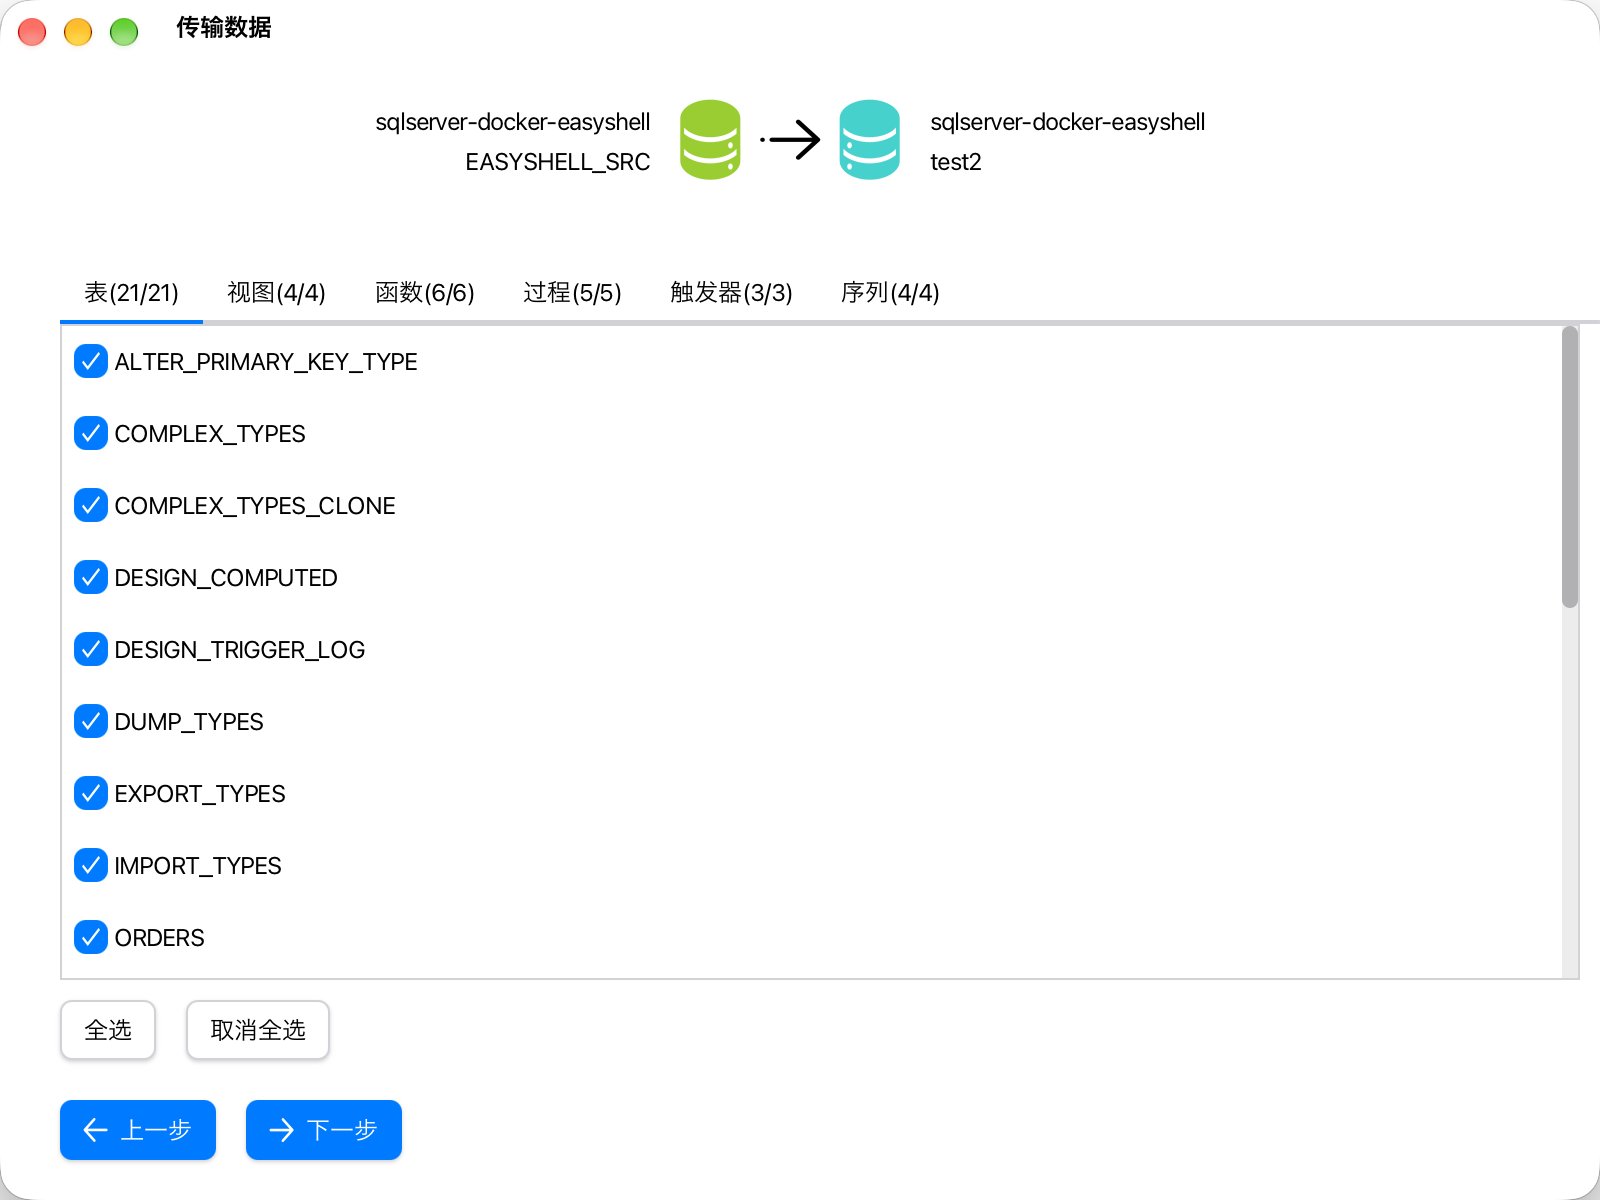 传输数据
sqlserver-docker-easyshell
EASYSHELL_SRC
sqlserver-docker-easyshell
test2
表(21/21) 视图(4/4) 函数(6/6) 过程(5/5) 触发器(3/3) 序列(4/4)
ALTER_PRIMARY_KEY_TYPE
COMPLEX_TYPES
COMPLEX_TYPES_CLONE
DESIGN_COMPUTED
DESIGN_TRIGGER_LOG
DUMP_TYPES
EXPORT_TYPES
IMPORT_TYPES
ORDERS
全选 取消全选
上一步 下一步